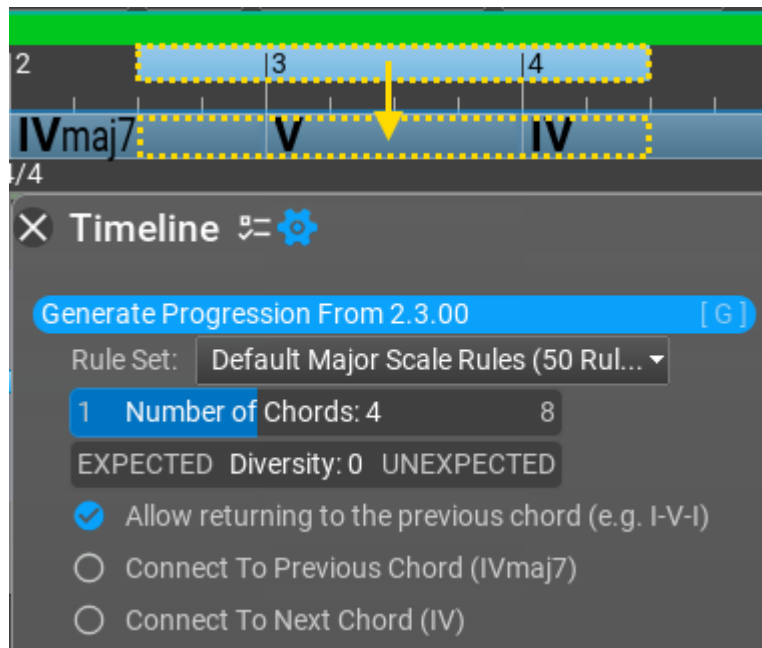 2 3 4
IVmaj7 V IV
/4
Timeline
Generate Progression From 2.3.00 [ G ]
Rule Set: Default Major Scale Rules (50 Rul...
1 Number of Chords: 4 8
EXPECTED Diversity: 0 UNEXPECTED
Allow returning to the previous chord (e.g. I-V-I)
Connect To Previous Chord (IVmaj7)
Connect To Next Chord (IV)